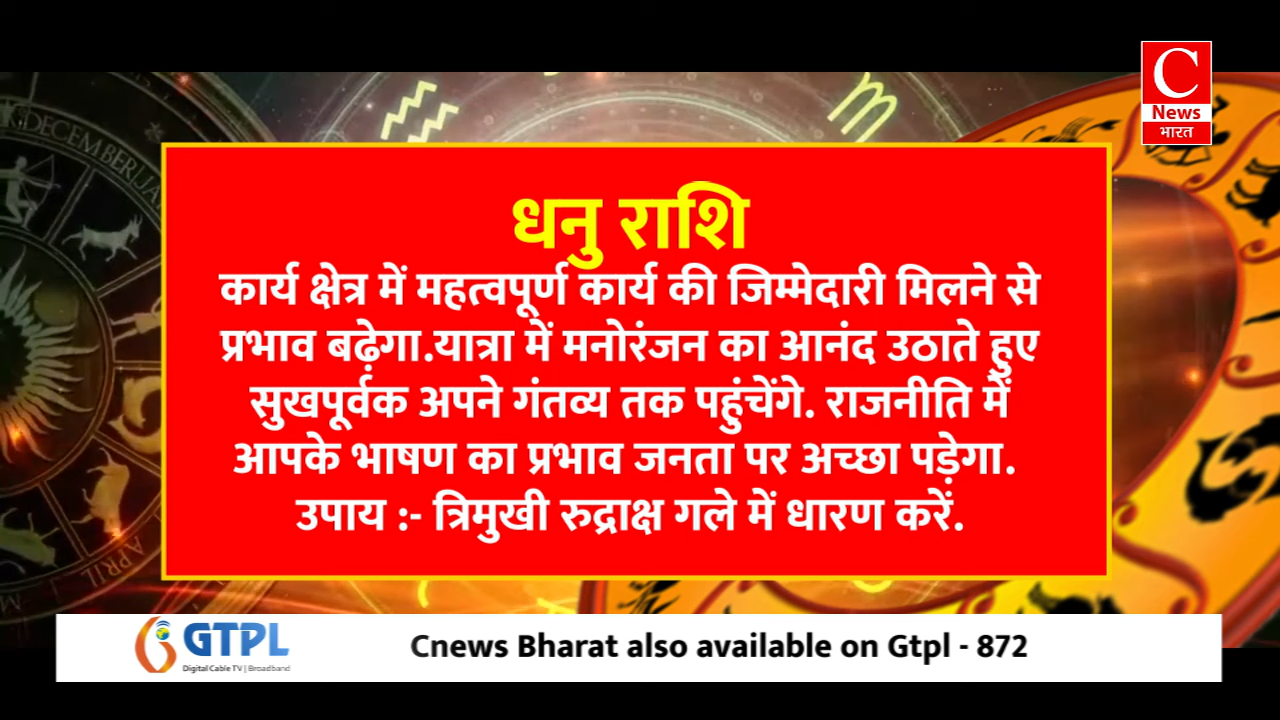 C
News
भारत
DECEMBER
APRIL
धनु राशि
कार्य क्षेत्र में महत्वपूर्ण कार्य की जिम्मेदारी मिलने से
प्रभाव बढ़ेगा.यात्रा में मनोरंजन का आनंद उठाते हुए
सुखपूर्वक अपने गंतव्य तक पहुंचेंगे. राजनीति में
आपके भाषण का प्रभाव जनता पर अच्छा पड़ेगा.
उपाय :- त्रिमुखी रुद्राक्ष गले में धारण करें.
GTPL
Digital Cable TV | Broadband
Cnews Bharat also available on Gtpl - 872